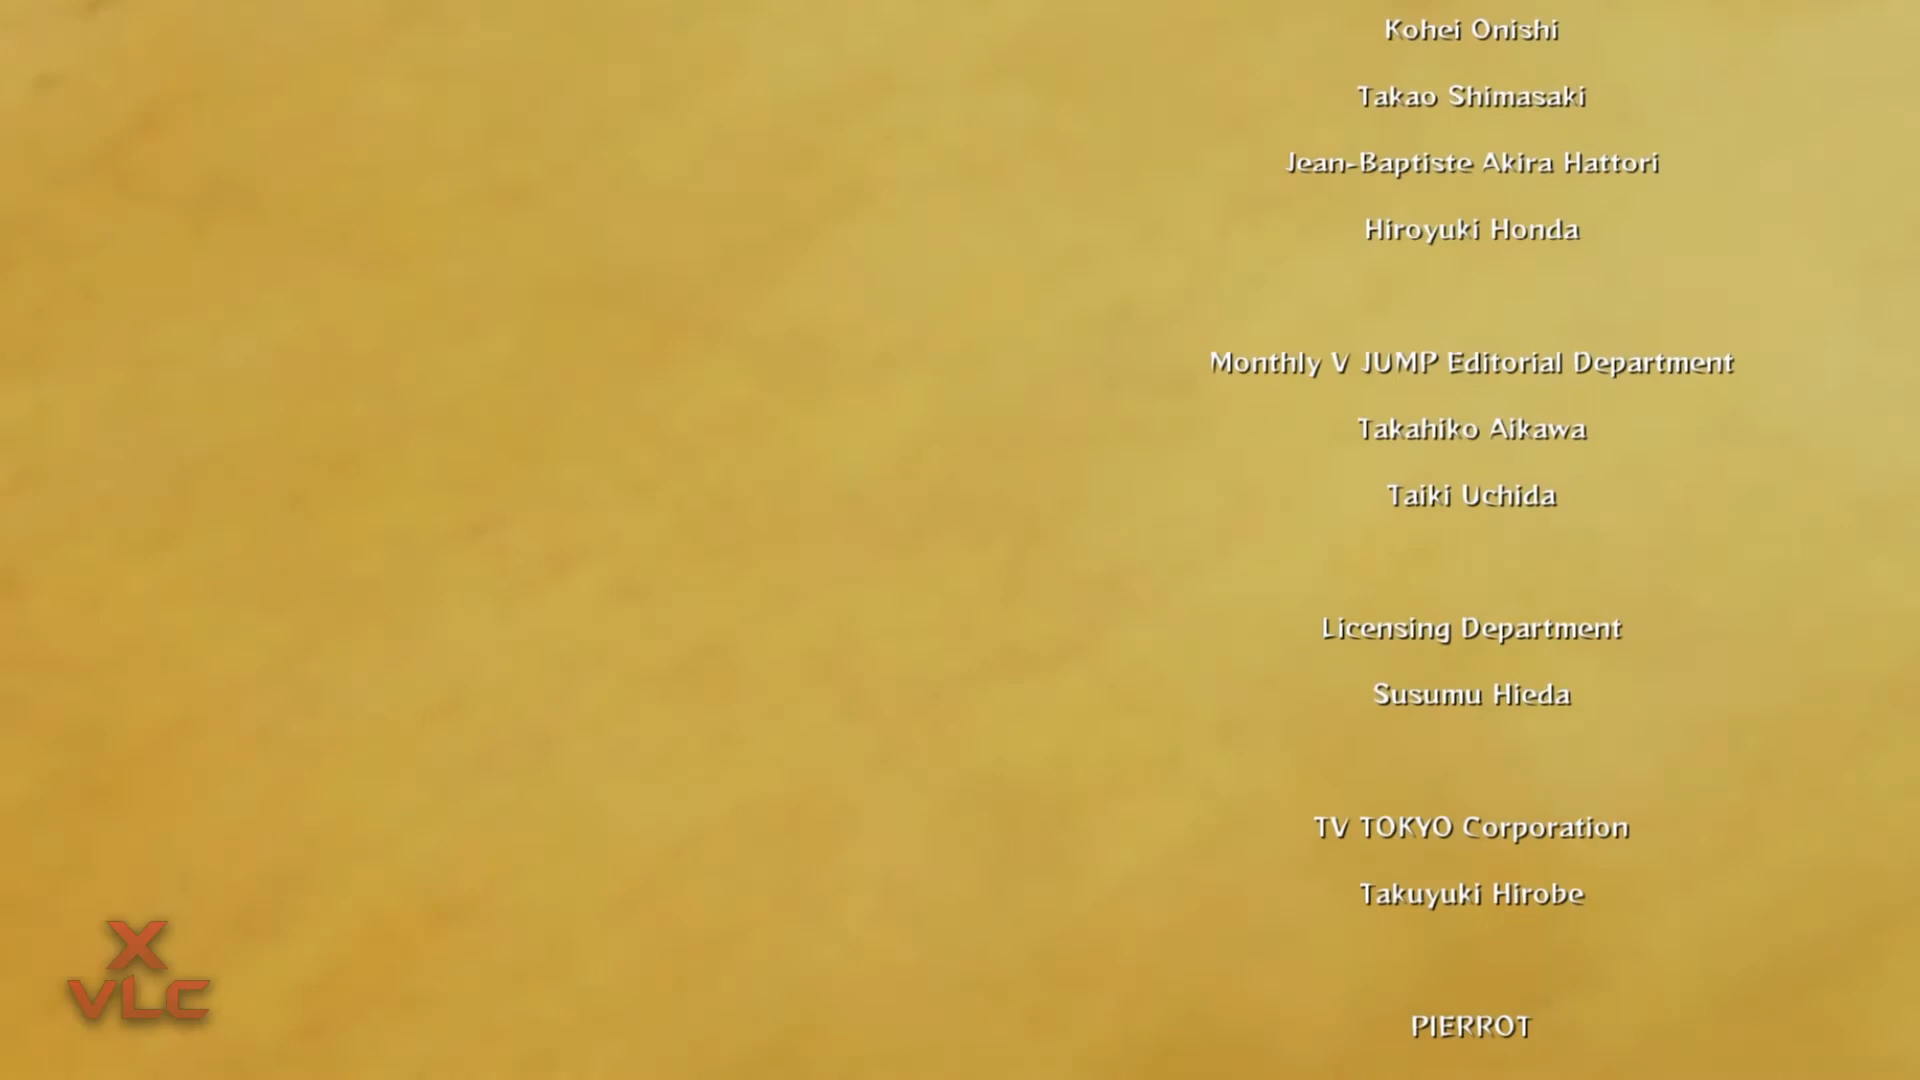 Kohei Onishi
Takao Shimasaki
Jean-Baptiste Akira Hattori
Hiroyuki Honda
Monthly V JUMP Editorial Department
Takahiko Aikawa
Taiki Uchida
Licensing Department
Susumu Hieda
TV TOKYO Corporation
Takuyuki Hirobe
PIERROT
X
VLC